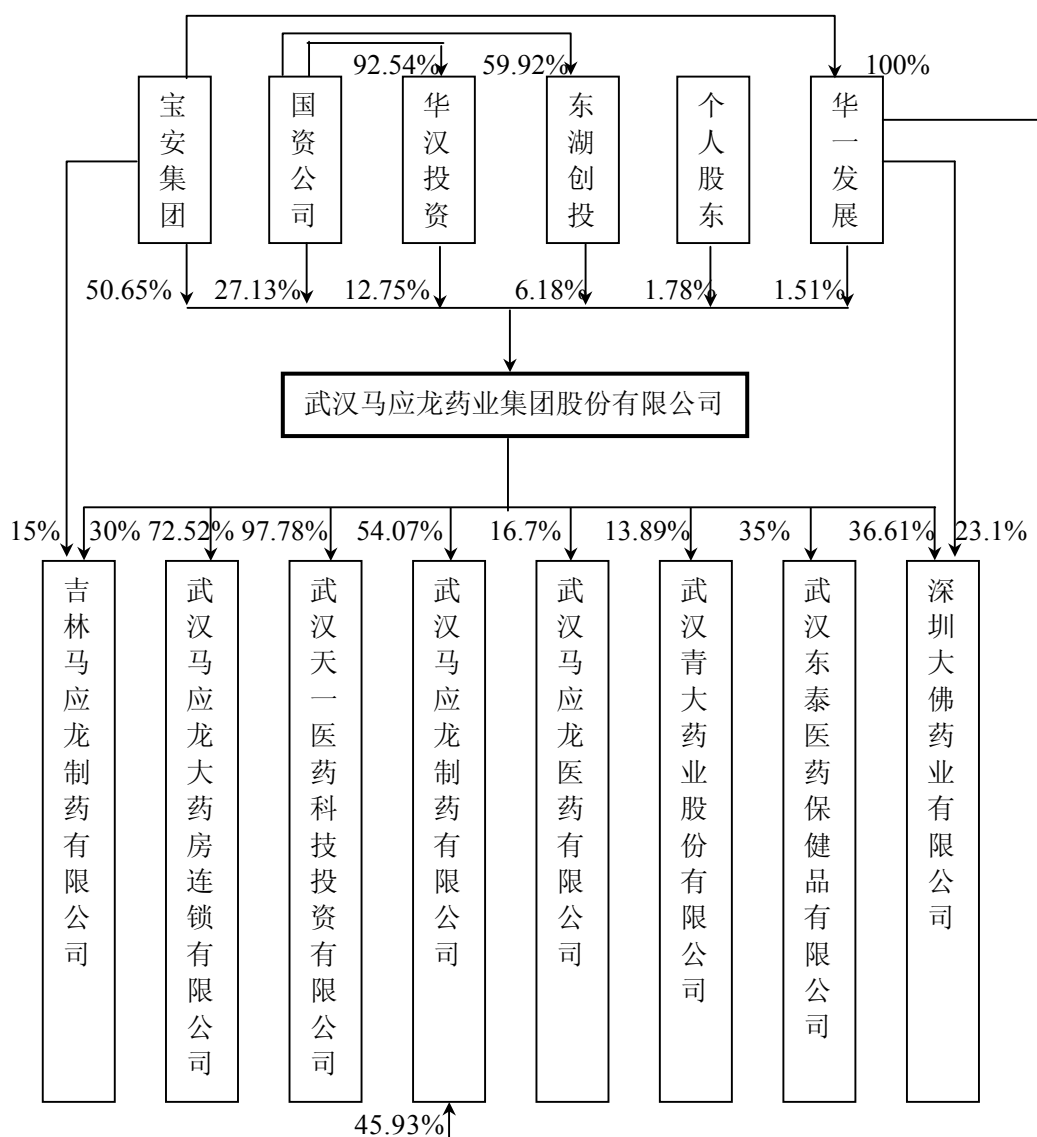 92.54% 59.92% 100%
宝安集团
国资公司
华汉投资
东湖创投
个人股东
华一发展
50.65% 27.13% 12.75% 6.18% 1.78% 1.51%
武汉马应龙药业集团股份有限公司
15% 30% 72.52% 97.78% 54.07% 16.7% 13.89% 35% 36.61% 23.1%
吉林马应龙制药有限公司
武汉马应龙大药房连锁有限公司
武汉天一医药科技投资有限公司
武汉马应龙制药有限公司
武汉马应龙医药有限公司
武汉青大药业股份有限公司
武汉东泰医药保健品有限公司
深圳大佛药业有限公司
45.93%